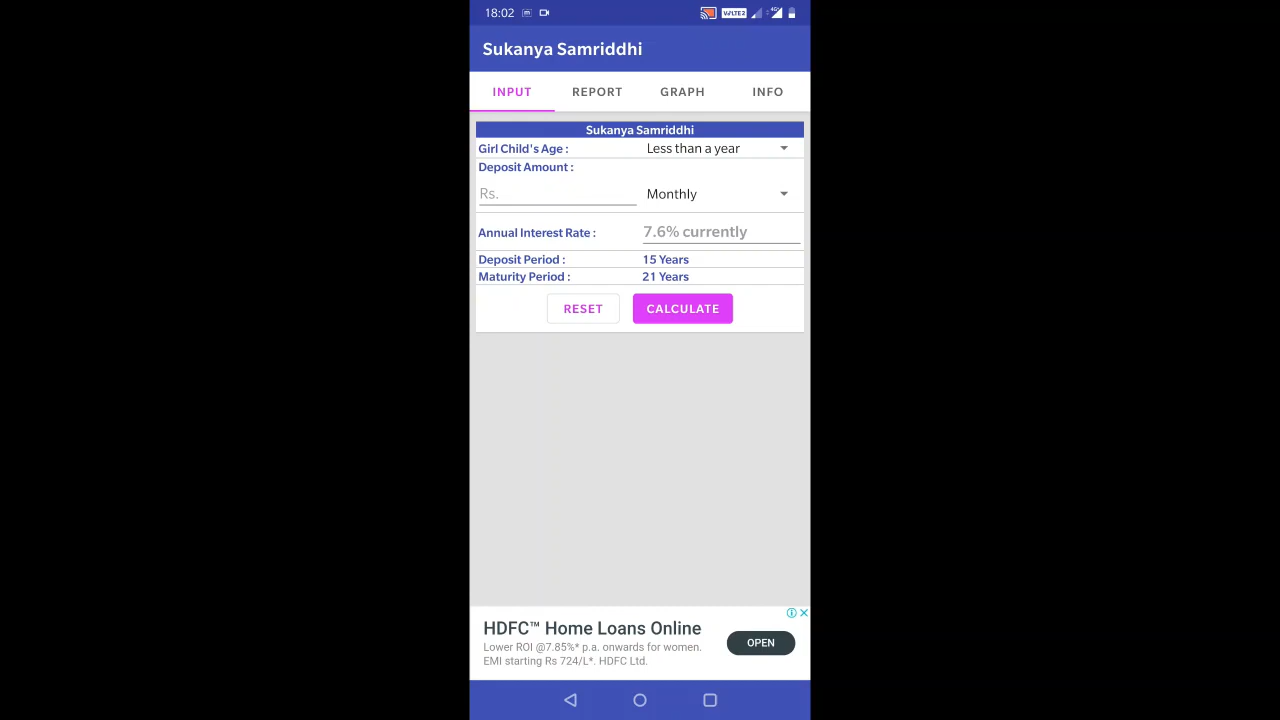 18:02
VoLTE2 4G
Sukanya Samriddhi
INPUT REPORT GRAPH INFO
Sukanya Samriddhi
Girl Child's Age : Less than a year
Deposit Amount :
Rs. Monthly
Annual Interest Rate : 7.6% currently
Deposit Period : 15 Years
Maturity Period : 21 Years
RESET CALCULATE
HDFC™ Home Loans Online
Lower ROI @7.85%* p.a. onwards for women.
EMI starting Rs 724/L*. HDFC Ltd.
OPEN